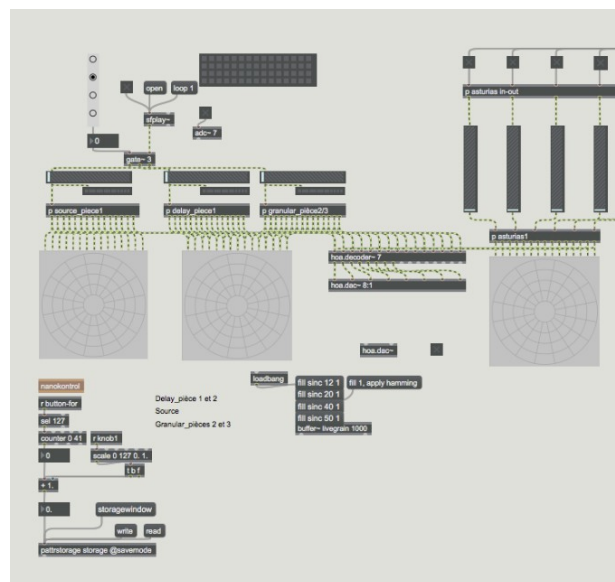 open
loop 1
sfplay~
adc~ 7
0
gate~ 3
p asturias in-out
p source_piece1
p delay_piece1
p granular_pièce2/3
p asturias1
hoa.decoder~ 7
hoa.dac~ 8:1
hoa.dac~
nanokontrol
r button-for
sel 127
counter 0 41
r knob1
0
scale 0 127 0. 1.
t b f
+ 1.
0.
storagewindow
write
read
pattrstorage storage @savemode
Delay_pièce 1 et 2
Source
Granular_pièces 2 et 3
loadbang
fill sinc 12 1
fill sinc 20 1
fill sinc 40 1
fill sinc 50 1
fill 1, apply hamming
buffer~ livegrain 1000